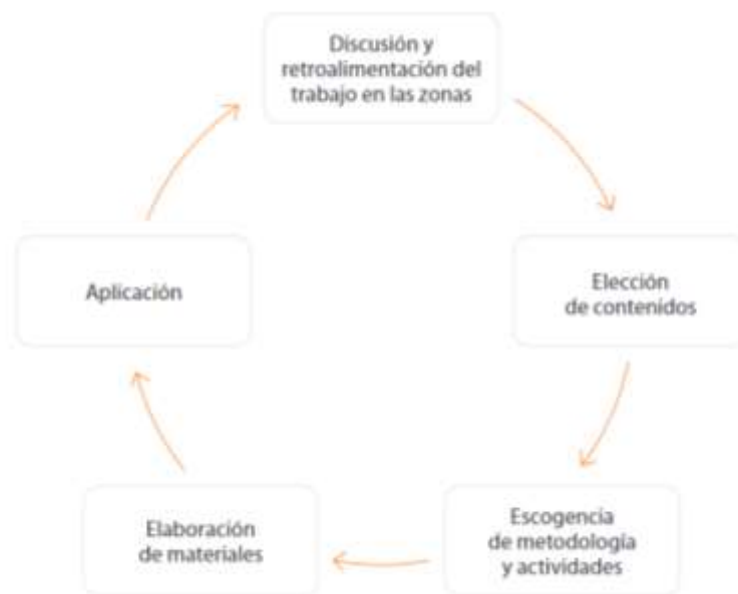 Discusión y
retroalimentación del
trabajo en las zonas
Elección
de contenidos
Escogencia
de metodología
y actividades
Elaboración
de materiales
Aplicación